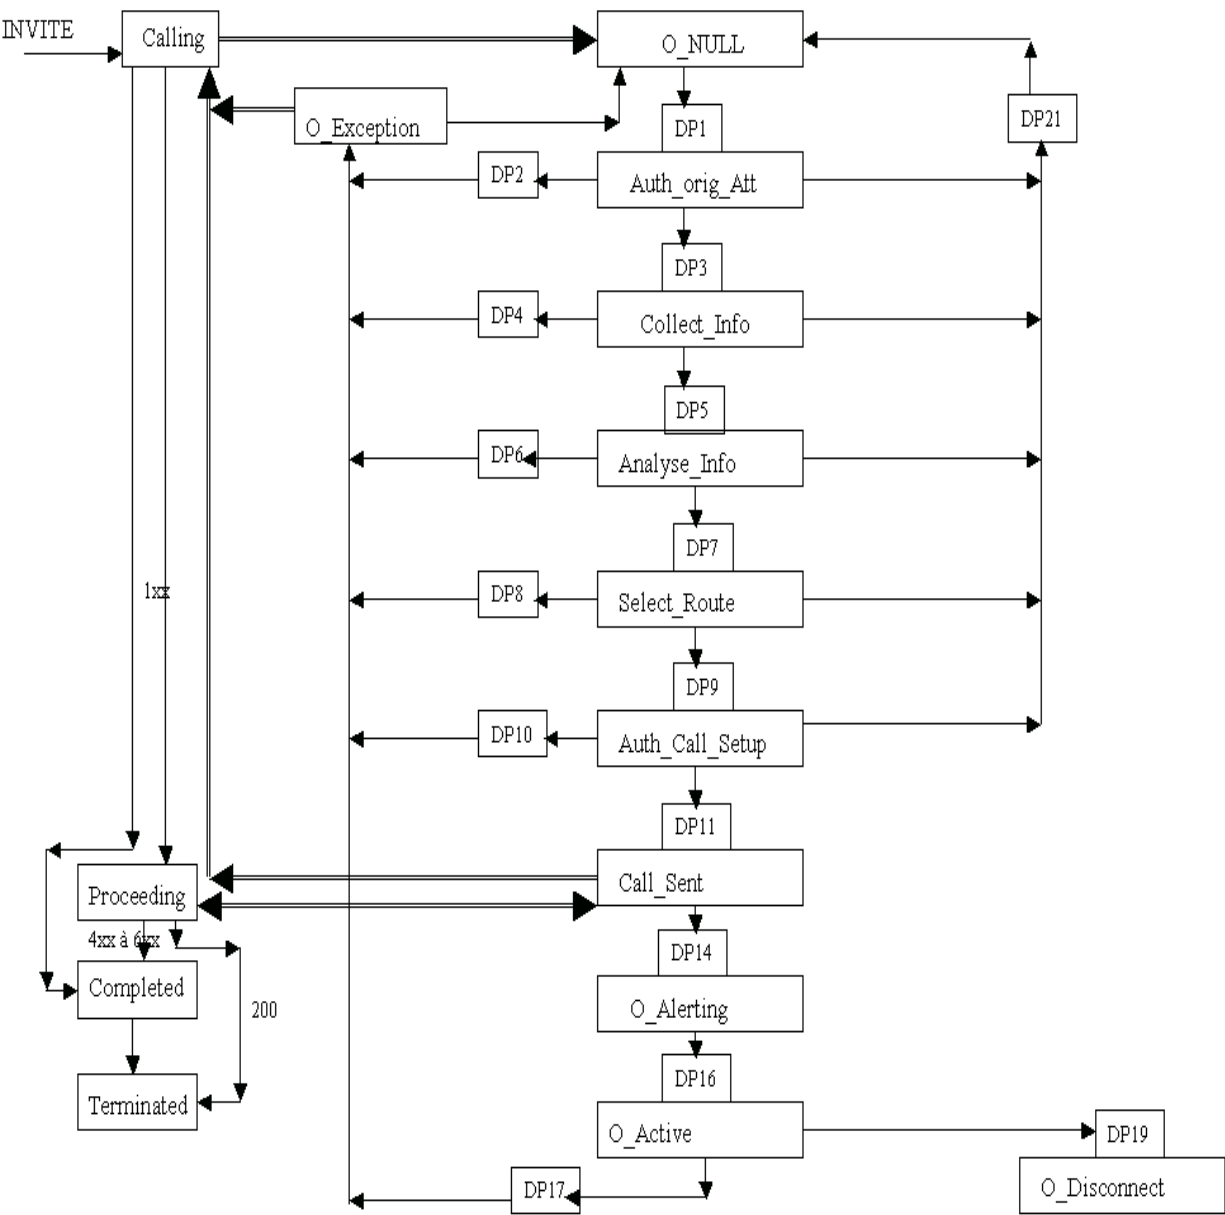 INVITE
Calling
O_NULL
O_Exception
DP1
DP21
DP2
Auth_orig_Att
DP3
DP4
Collect_Info
DP5
DP6
Analyse_Info
DP7
1xx
DP8
Select_Route
DP9
DP10
Auth_Call_Setup
DP11
Proceeding
Call_Sent
4xx à 6xx
DP14
Completed
200
O_Alerting
DP16
Terminated
O_Active
DP19
DP17
O_Disconnect